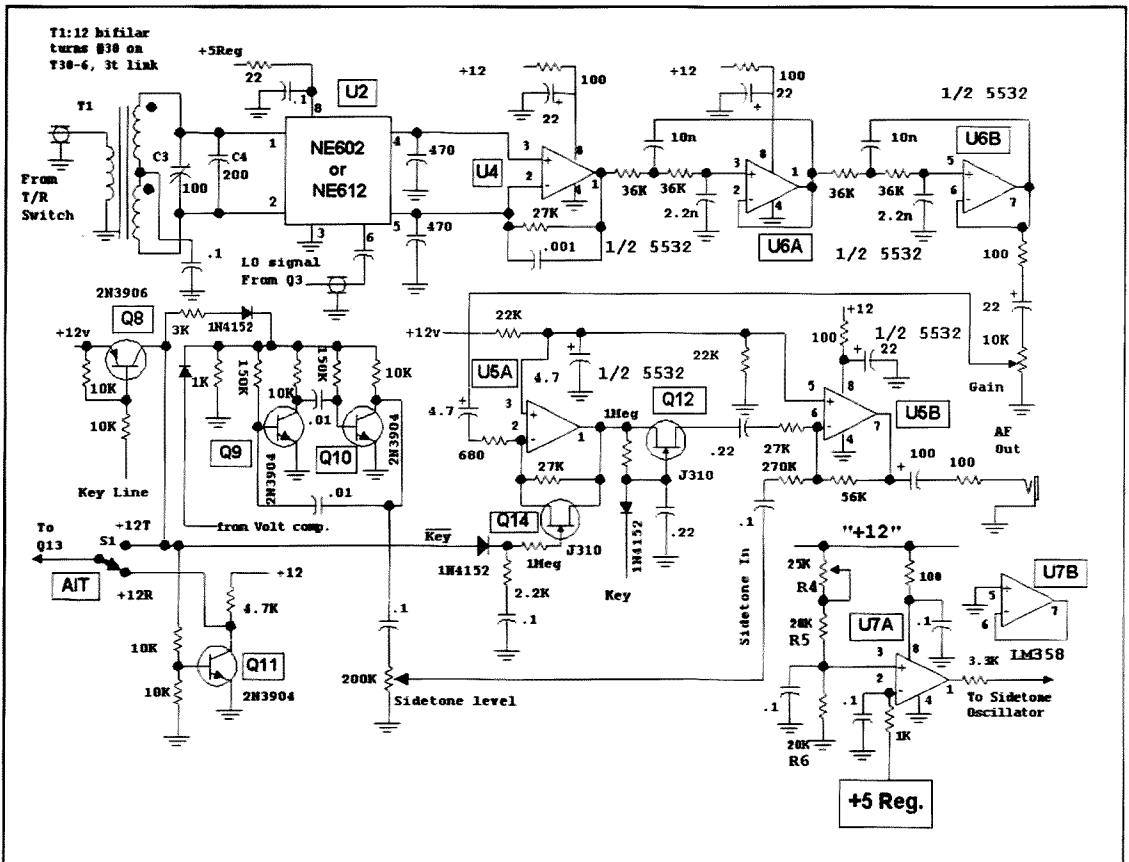 T1:12 bifilar
turns #30 on
T30-6, 3t link
+5Reg
22
.1
8
U2
T1
From
T/R
Switch
C3
100
C4
200
1
2
NE602
or
NE612
4
5
3
6
470
470
.1
LO signal
From Q3
+12
100
22
U4
3
2
8
4
1
27K
.001
1/2 5532
36K
36K
10n
2.2n
+12
100
22
3
2
8
4
1
U6A
1/2 5532
36K
36K
10n
2.2n
U6B
5
6
7
1/2 5532
100
22
10K
Gain
2N3906
Q8
+12v
10K
10K
Key Line
3K
1N4152
1K
150K
10K
150K
10K
.01
Q9
2N3904
Q10
2N3904
.01
from Volt comp.
+12v
22K
U5A
4.7
1/2 5532
4.7
680
3
2
1
27K
Q14
J310
1Meg
1Meg
Q12
J310
.22
.22
1N4152
Key
22K
+12
100
1/2 5532
22
5
6
8
4
7
U5B
27K
270K
56K
100
100
AF
Out
To
Q13
S1
+12T
+12R
AIT
+12
4.7K
10K
10K
Q11
2N3904
Key
1N4152
2.2K
.1
.1
200K
Sidetone level
.1
Sidetone In
"+12"
25K
R4
20K
R5
20K
R6
.1
.1
1K
100
U7A
3
2
8
4
1
.1
3.3K
To Sidetone
Oscillator
U7B
5
6
7
LM358
+5 Reg.